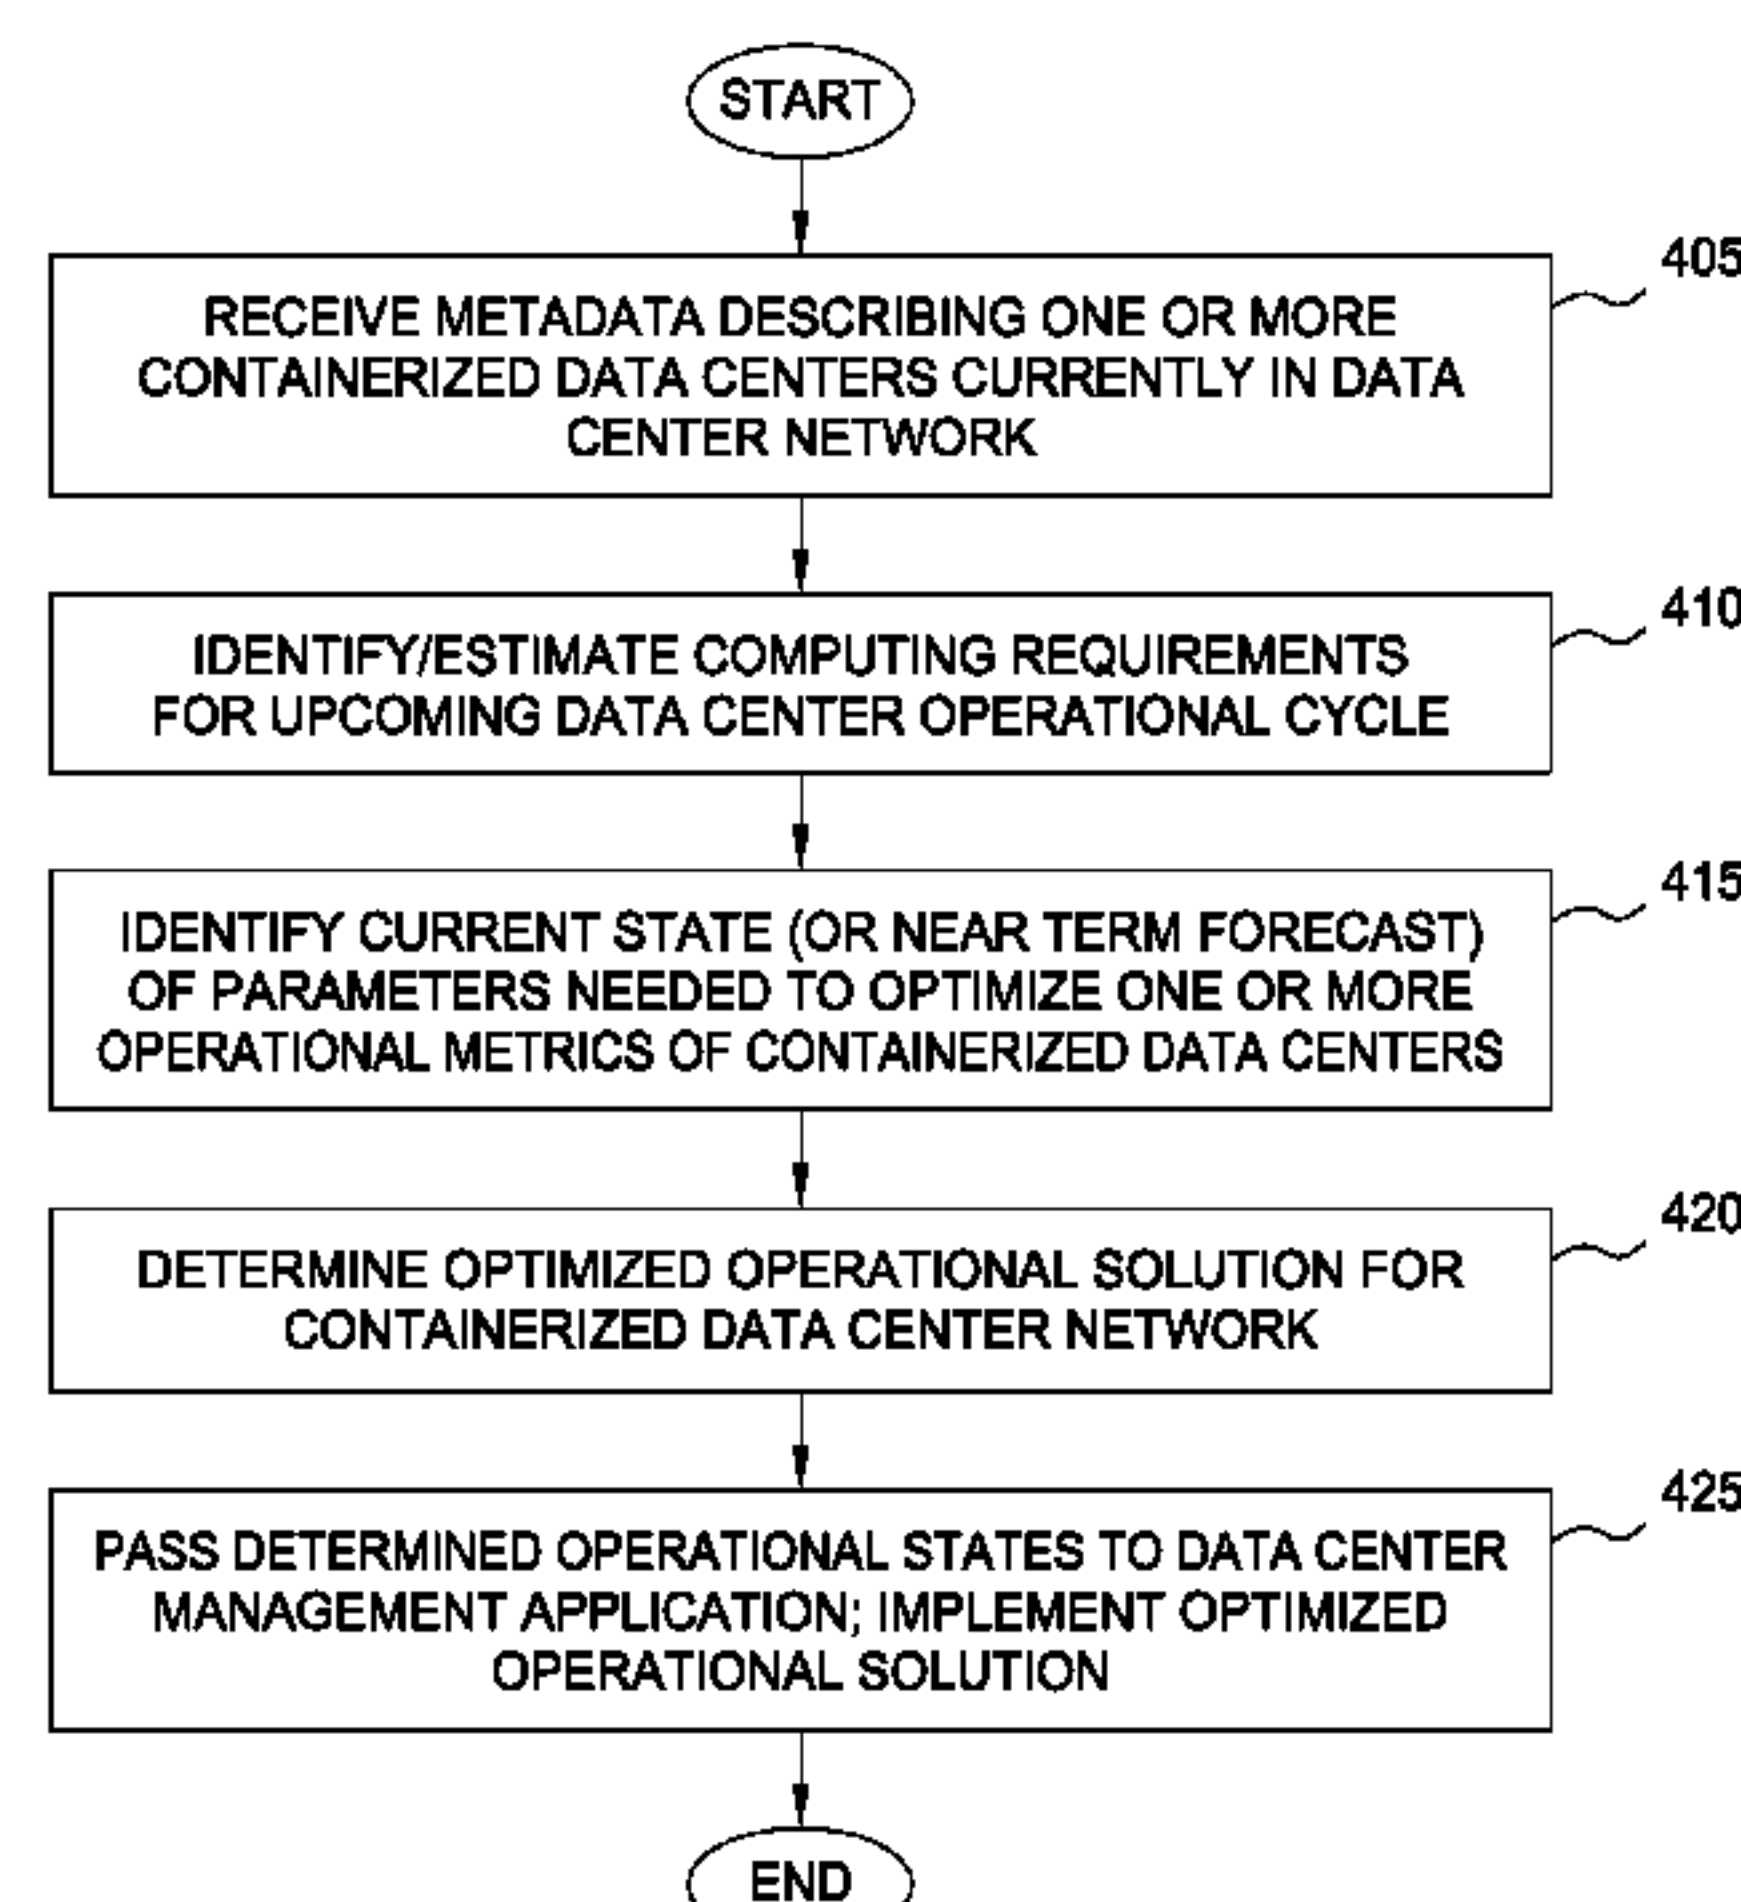 START
405
RECEIVE METADATA DESCRIBING ONE OR MORE
CONTAINERIZED DATA CENTERS CURRENTLY IN DATA
CENTER NETWORK
410
IDENTIFY/ESTIMATE COMPUTING REQUIREMENTS
FOR UPCOMING DATA CENTER OPERATIONAL CYCLE
415
IDENTIFY CURRENT STATE (OR NEAR TERM FORECAST)
OF PARAMETERS NEEDED TO OPTIMIZE ONE OR MORE
OPERATIONAL METRICS OF CONTAINERIZED DATA CENTERS
420
DETERMINE OPTIMIZED OPERATIONAL SOLUTION FOR
CONTAINERIZED DATA CENTER NETWORK
425
PASS DETERMINED OPERATIONAL STATES TO DATA CENTER
MANAGEMENT APPLICATION; IMPLEMENT OPTIMIZED
OPERATIONAL SOLUTION
END